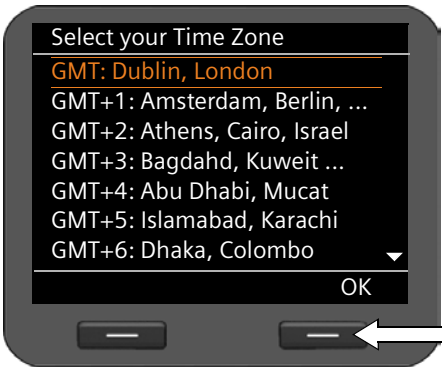 Select your Time Zone
GMT: Dublin, London
GMT+1: Amsterdam, Berlin, ...
GMT+2: Athens, Cairo, Israel
GMT+3: Bagdahd, Kuweit ...
GMT+4: Abu Dhabi, Mucat
GMT+5: Islamabad, Karachi
GMT+6: Dhaka, Colombo
OK